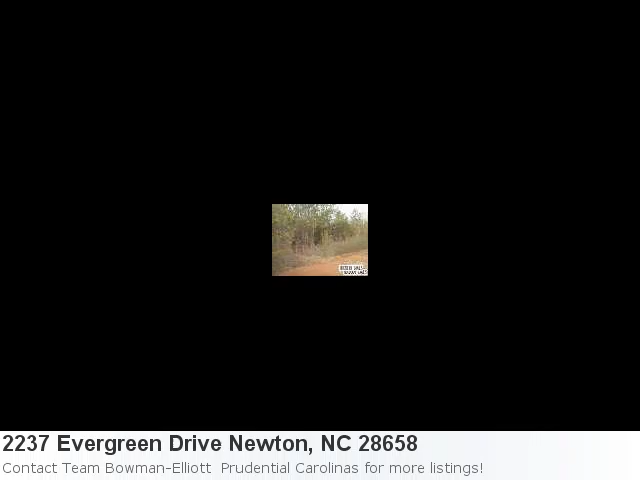 2237 Evergreen Drive Newton, NC 28658
Contact Team Bowman-Elliott Prudential Carolinas for more listings!